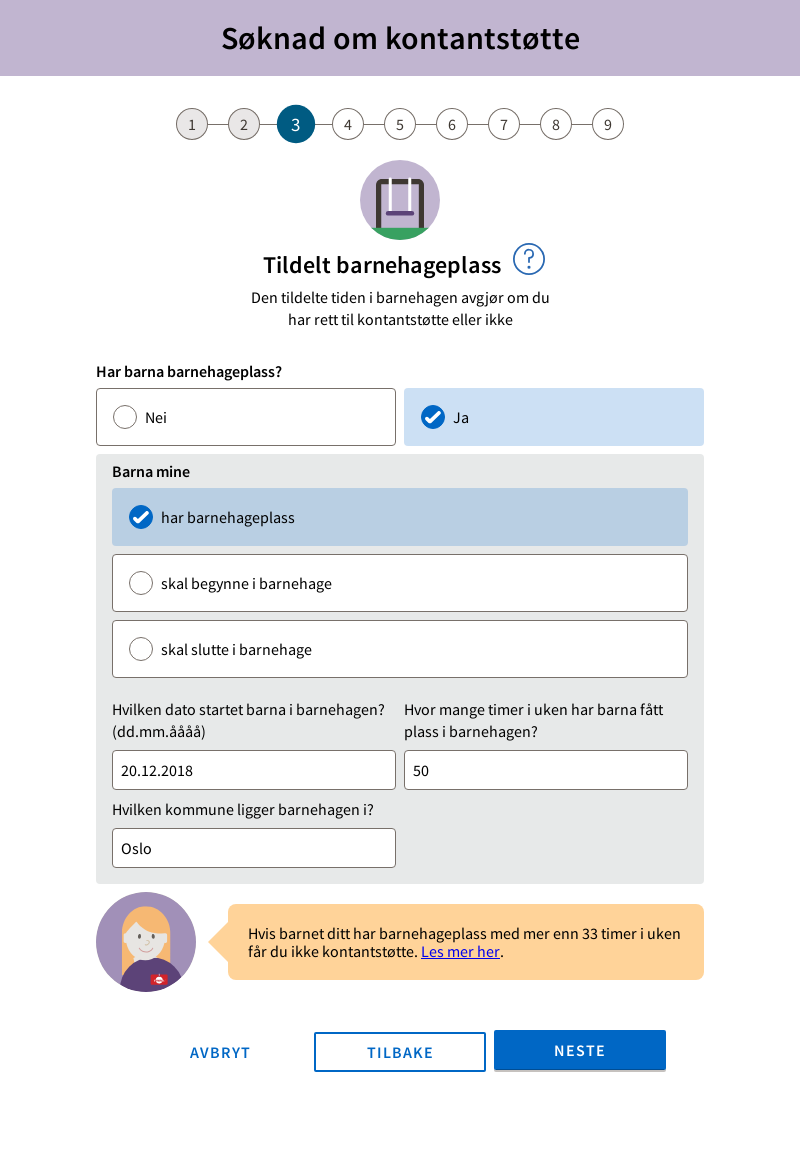 Søknad om kontantstøtte
1 2 3 4 5 6 7 8 9
Tildelt barnehageplass ?
Den tildelte tiden i barnehagen avgjør om du
har rett til kontantstøtte eller ikke
Har barna barnehageplass?
Nei
Ja
Barna mine
har barnehageplass
skal begynne i barnehage
skal slutte i barnehage
Hvilken dato startet barna i barnehagen?
(dd.mm.åååå)
20.12.2018
Hvor mange timer i uken har barna fått
plass i barnehagen?
50
Hvilken kommune ligger barnehagen i?
Oslo
Hvis barnet ditt har barnehageplass med mer enn 33 timer i uken
får du ikke kontantstøtte. Les mer her.
AVBRYT
TILBAKE
NESTE